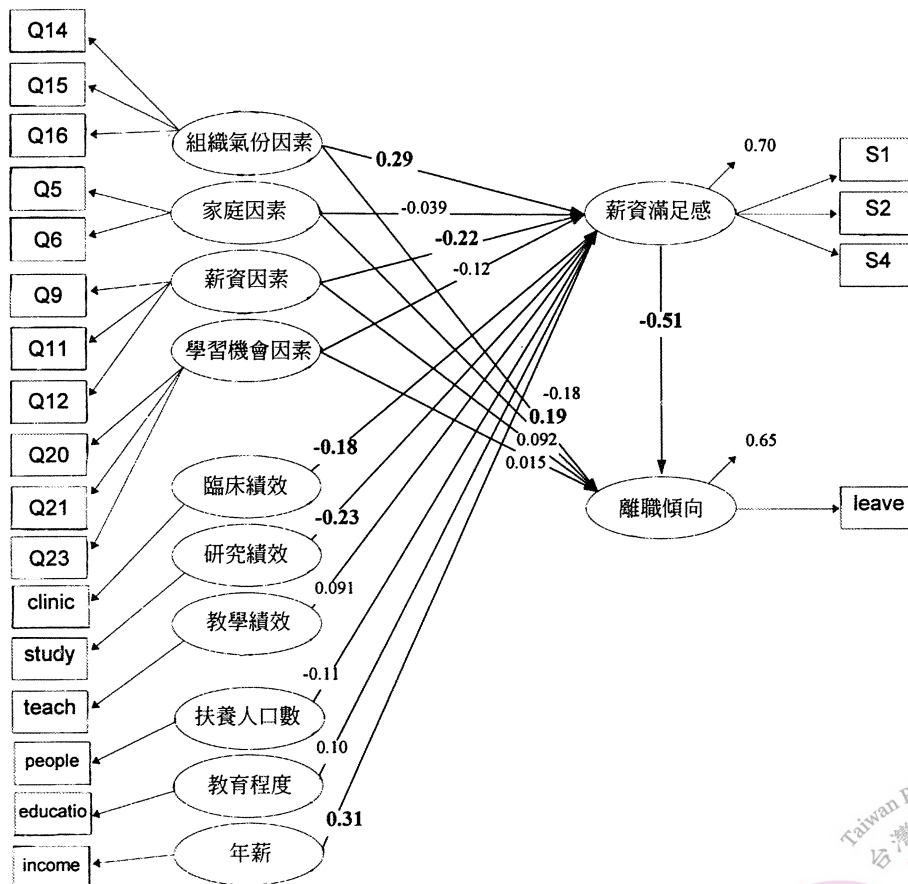 Q14
Q15
Q16
Q5
Q6
Q9
Q11
Q12
Q20
Q21
Q23
clinic
study
teach
people
educatio
income
組織氣份因素
家庭因素
薪資因素
學習機會因素
臨床績效
研究績效
教學績效
扶養人口數
教育程度
年薪
0.29
-0.039
-0.22
-0.12
-0.18
-0.23
0.091
-0.11
0.10
0.31
-0.18
0.19
0.092
0.015
薪資滿足感
0.70
-0.51
離職傾向
0.65
S1
S2
S4
leave
Taiwan
台灣